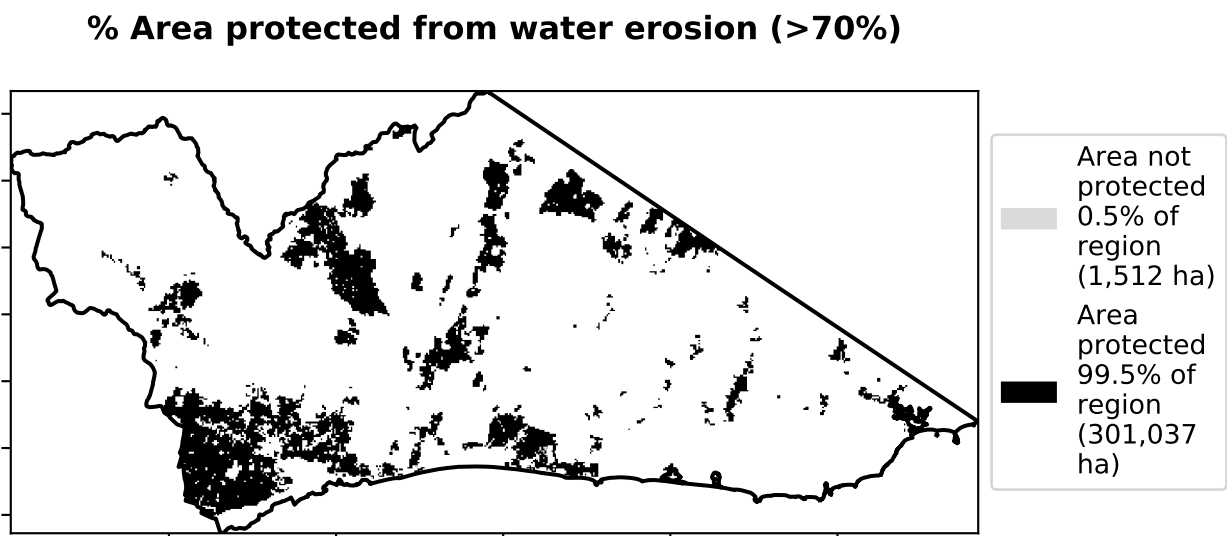 % Area protected from water erosion (>70%)
Area not
protected
0.5% of
region
(1,512 ha)
Area
protected
99.5% of
region
(301,037
ha)